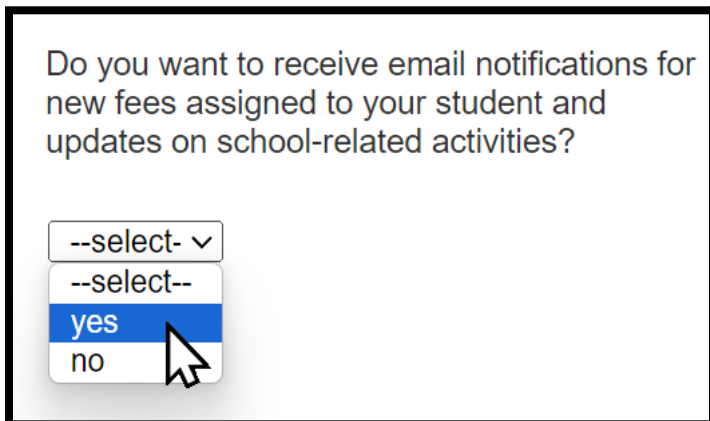 Do you want to receive email notifications for
new fees assigned to your student and
updates on school-related activities?
--select-
--select--
yes
no